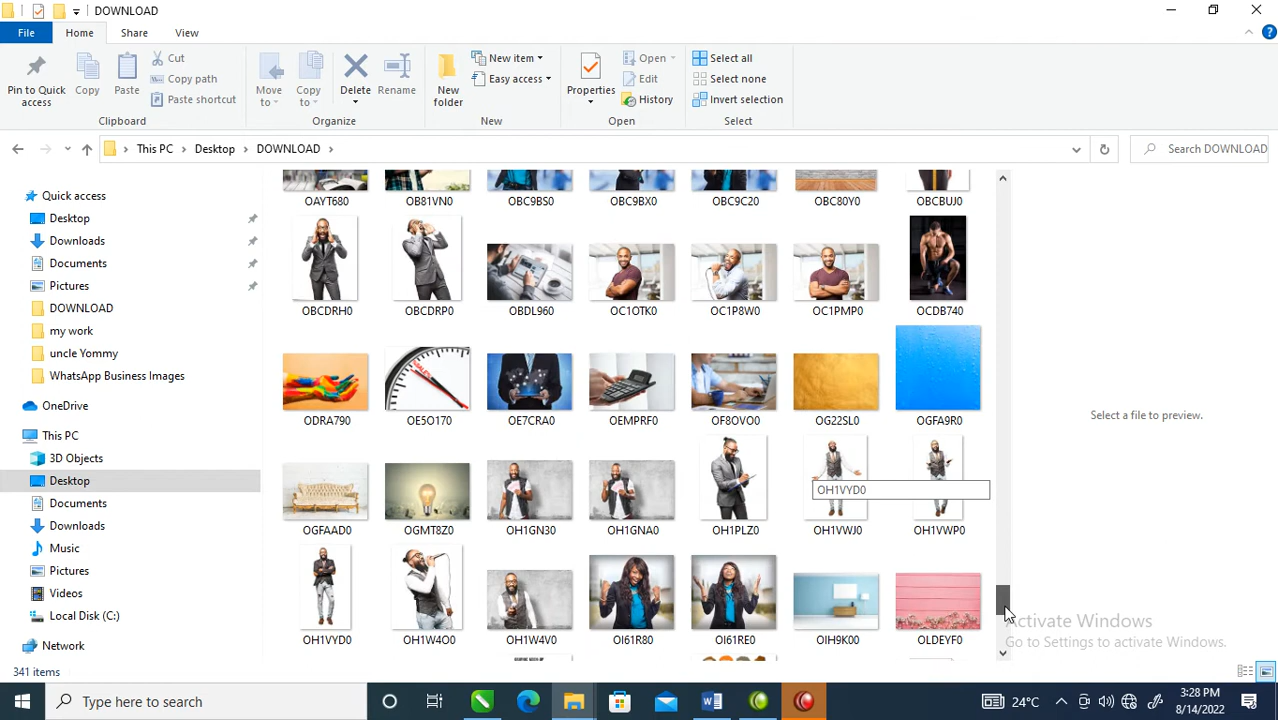 DOWNLOAD
File Home Share View
Pin to Quick access
Copy
Paste
Cut
Copy path
Paste shortcut
Clipboard
Move to
Copy to
Delete
Rename
Organize
New folder
New item
Easy access
New
Properties
Open
Edit
History
Open
Select all
Select none
Invert selection
Select
This PC Desktop DOWNLOAD
Search DOWNLOAD
Quick access
Desktop
Downloads
Documents
Pictures
DOWNLOAD
my work
uncle Yommy
WhatsApp Business Images
OneDrive
This PC
3D Objects
Desktop
Documents
Downloads
Music
Pictures
Videos
Local Disk (C:)
Network
OAYT680 OB81VN0 OBC9BS0 OBC9BX0 OBC9C20 OBC80Y0 OBCBUJ0
OBCDRH0 OBCDRP0 OBDL960 OC1OTK0 OC1P8W0 OC1PMP0 OCDB740
ODRA790 OE5O170 OE7CRA0 OEMPRF0 OF8OVO0 OG22SL0 OGFA9R0
OGFAAD0 OGMT8Z0 OH1GN30 OH1GNA0 OH1PLZ0 OH1VWJ0 OH1VWP0
OH1VYD0
OH1VYD0 OH1W4O0 OH1W4V0 OI61R80 OI61RE0 OIH9K00 OLDEYF0
Select a file to preview.
Activate Windows
Go to Settings to activate Windows.
341 items
Type here to search
24°C
3:28 PM
8/14/2022